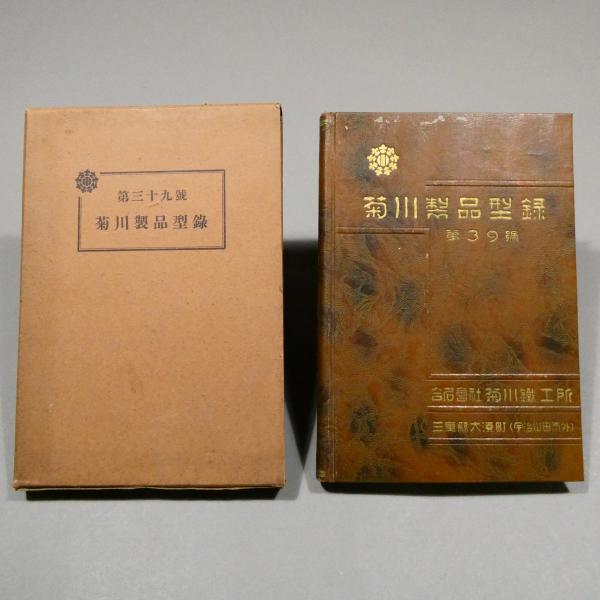 第三十九號
菊川製品型錄
菊川製品型録
第39號
合名會社菊川鐵工所
三重縣大湊町(宇治山田市外)